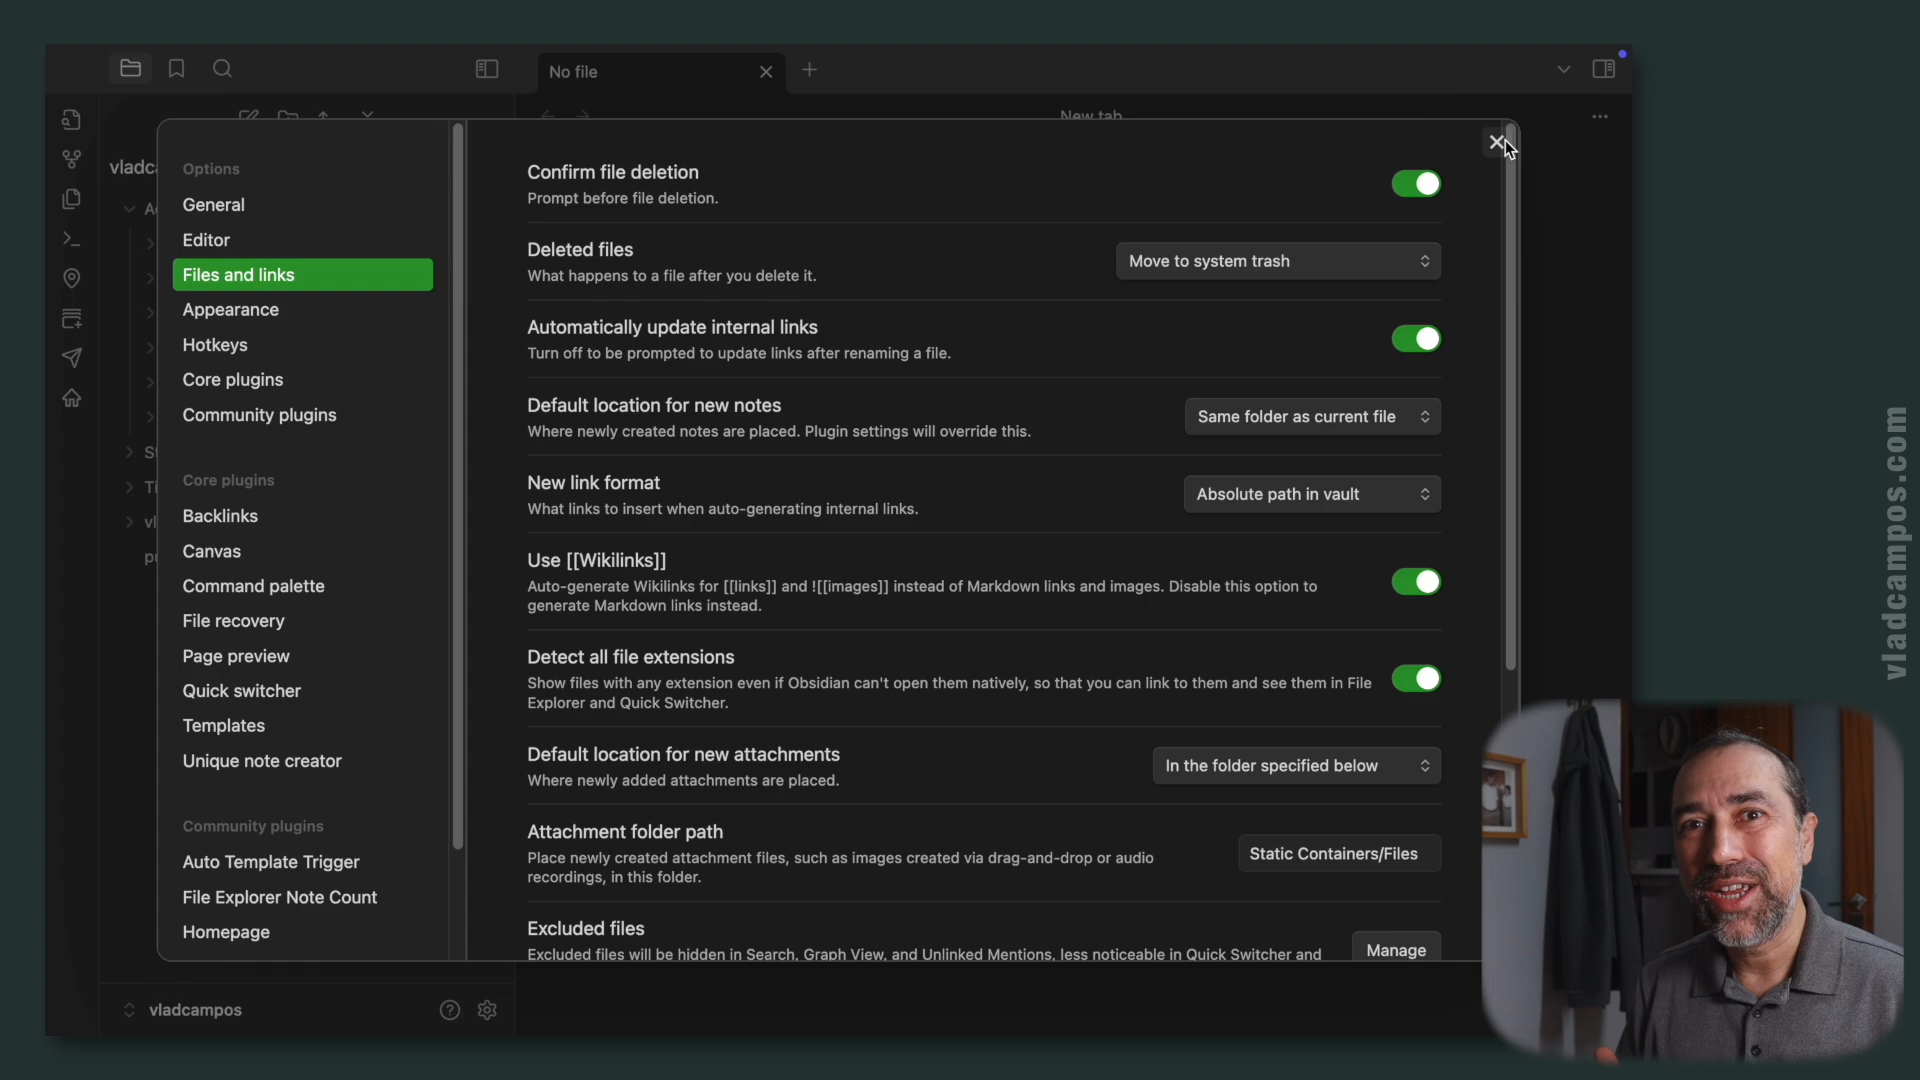 No file
New tab
vladc
Options
General
Editor
Files and links
Appearance
Hotkeys
Core plugins
Community plugins
Core plugins
Backlinks
Canvas
Command palette
File recovery
Page preview
Quick switcher
Templates
Unique note creator
Community plugins
Auto Template Trigger
File Explorer Note Count
Homepage
Confirm file deletion
Prompt before file deletion.
Deleted files
What happens to a file after you delete it.
Move to system trash
Automatically update internal links
Turn off to be prompted to update links after renaming a file.
Default location for new notes
Where newly created notes are placed. Plugin settings will override this.
Same folder as current file
New link format
What links to insert when auto-generating internal links.
Absolute path in vault
Use [[Wikilinks]]
Auto-generate Wikilinks for [[links]] and ![[images]] instead of Markdown links and images. Disable this option to
generate Markdown links instead.
Detect all file extensions
Show files with any extension even if Obsidian can't open them natively, so that you can link to them and see them in File
Explorer and Quick Switcher.
Default location for new attachments
Where newly added attachments are placed.
In the folder specified below
Attachment folder path
Place newly created attachment files, such as images created via drag-and-drop or audio
recordings, in this folder.
Static Containers/Files
Excluded files
Excluded files will be hidden in Search, Graph View, and Unlinked Mentions, less noticeable in Quick Switcher and
Manage
vladcampos
vladcampos.com